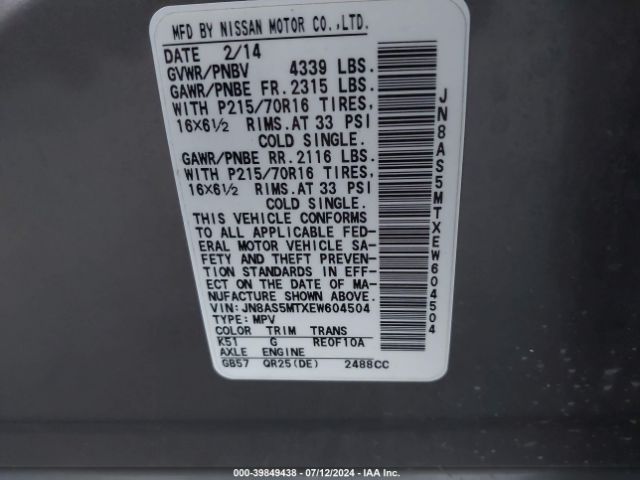 MFD BY NISSAN MOTOR CO.,LTD.
DATE 2/14
GVWR/PNBV 4339 LBS.
GAWR/PNBE FR. 2315 LBS.
WITH P215/70R16 TIRES,
16X6½ RIMS. AT 33 PSI
COLD SINGLE.
GAWR/PNBE RR. 2116 LBS.
WITH P215/70R16 TIRES,
16X6½ RIMS. AT 33 PSI
COLD SINGLE.
THIS VEHICLE CONFORMS
TO ALL APPLICABLE FED-
ERAL MOTOR VEHICLE SA-
FETY AND THEFT PREVEN-
TION STANDARDS IN EFF-
ECT ON THE DATE OF MA-
NUFACTURE SHOWN ABOVE.
VIN: JN8AS5MTXEW604504
TYPE: MPV
COLOR TRIM TRANS
K51 G RE0F10A
AXLE ENGINE
GB57 QR25(DE) 2488CC
JN8AS5MTXEW604504
000-39849438 - 07/12/2024 - IAA Inc.